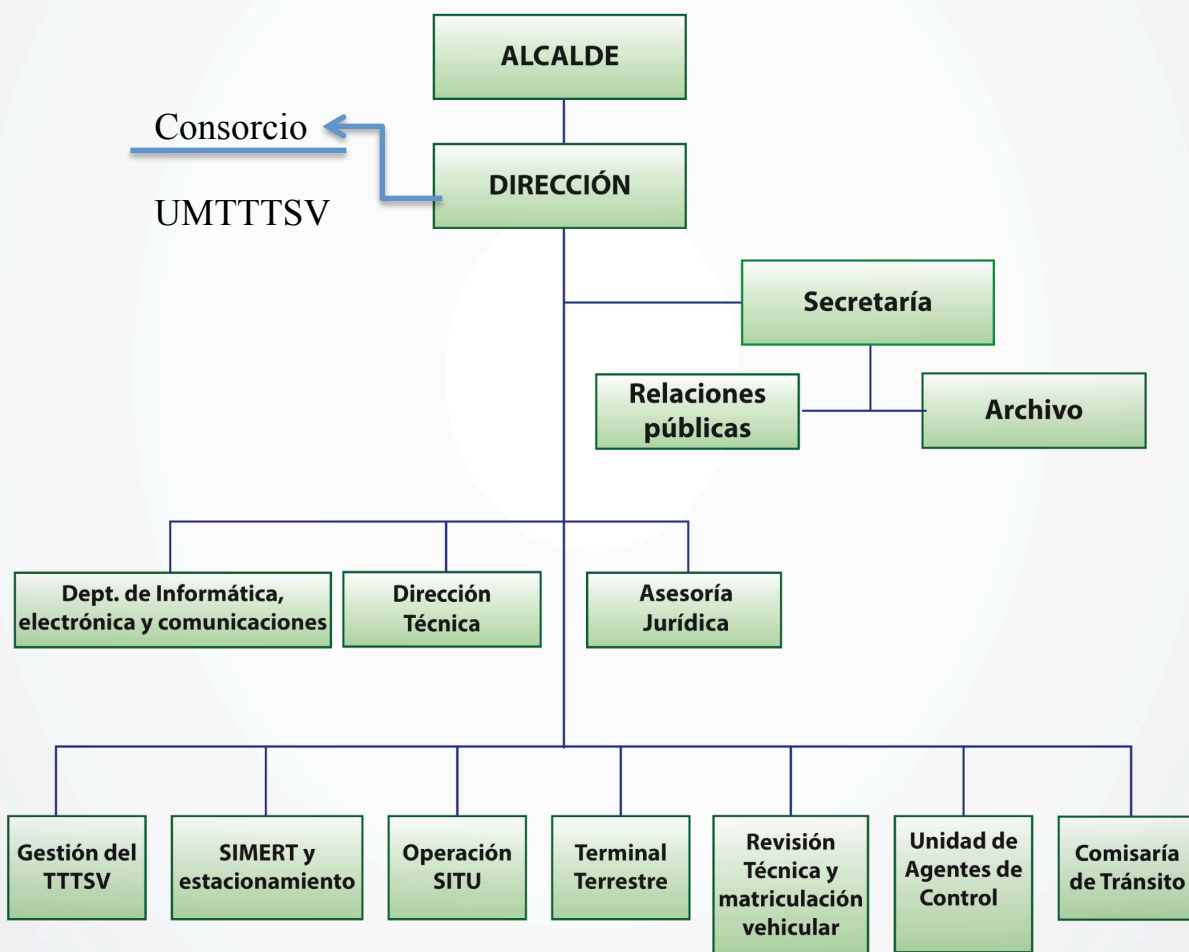 ALCALDE
Consorcio
UMTTTSV
DIRECCIÓN
Secretaría
Relaciones
públicas
Archivo
Dept. de Informática,
electrónica y comunicaciones
Dirección
Técnica
Asesoría
Jurídica
Gestión del
TTTSV
SIMERT y
estacionamiento
Operación
SITU
Terminal
Terrestre
Revisión
Técnica y
matriculación
vehicular
Unidad de
Agentes de
Control
Comisaría
de Tránsito